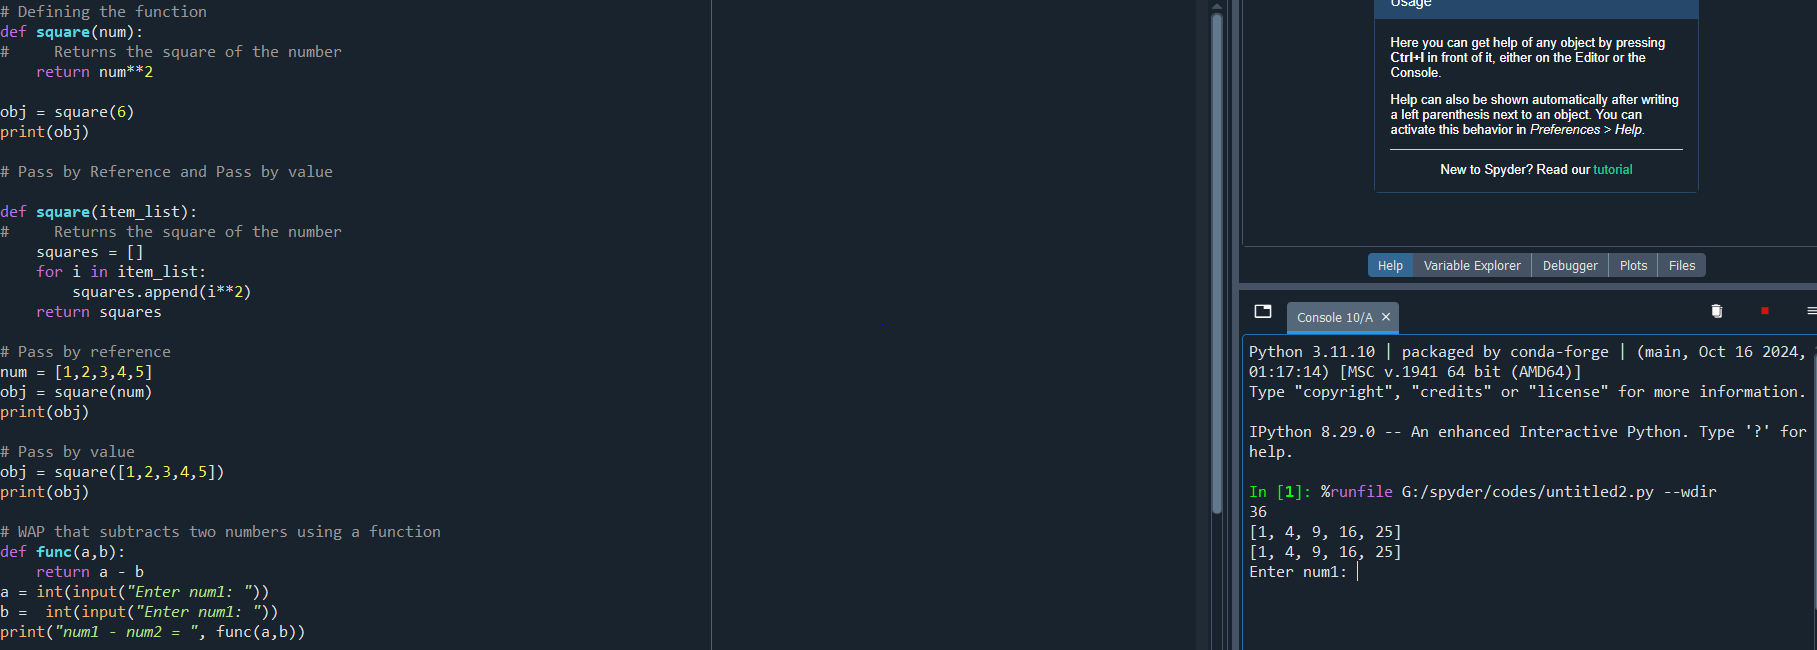 # Defining the function
def square(num):
#     Returns the square of the number
    return num**2

obj = square(6)
print(obj)

# Pass by Reference and Pass by value

def square(item_list):
#     Returns the square of the number
    squares = []
    for i in item_list:
        squares.append(i**2)
    return squares

# Pass by reference
num = [1,2,3,4,5]
obj = square(num)
print(obj)

# Pass by value
obj = square([1,2,3,4,5])
print(obj)

# WAP that subtracts two numbers using a function
def func(a,b):
    return a - b
a = int(input("Enter num1: "))
b =  int(input("Enter num1: "))
print("num1 - num2 = ", func(a,b))
Usage
Here you can get help of any object by pressing
Ctrl+I in front of it, either on the Editor or the
Console.
Help can also be shown automatically after writing
a left parenthesis next to an object. You can
activate this behavior in Preferences > Help.
New to Spyder? Read our tutorial
Help Variable Explorer Debugger Plots Files
Console 10/A ×
Python 3.11.10 | packaged by conda-forge | (main, Oct 16 2024,
01:17:14) [MSC v.1941 64 bit (AMD64)]
Type "copyright", "credits" or "license" for more information.

IPython 8.29.0 -- An enhanced Interactive Python. Type '?' for
help.

In [1]: %runfile G:/spyder/codes/untitled2.py --wdir
36
[1, 4, 9, 16, 25]
[1, 4, 9, 16, 25]
Enter num1: